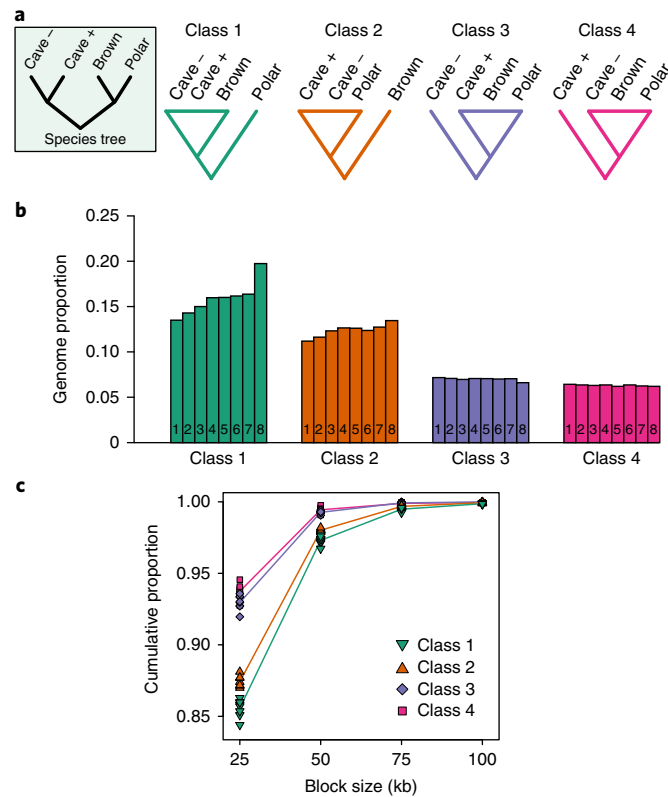 a
Cave – Cave + Brown Polar
Species tree
Class 1 Class 2 Class 3 Class 4
Cave – Cave + Brown Polar
Cave + Cave – Polar Brown
Cave – Cave + Brown Polar
Cave + Cave – Brown Polar
b
Genome proportion
0.25
0.20
0.15
0.10
0.05
0
1 2 3 4 5 6 7 8 1 2 3 4 5 6 7 8 1 2 3 4 5 6 7 8 1 2 3 4 5 6 7 8
Class 1 Class 2 Class 3 Class 4
c
Cumulative proportion
1.00
0.95
0.90
0.85
Class 1
Class 2
Class 3
Class 4
25 50 75 100
Block size (kb)